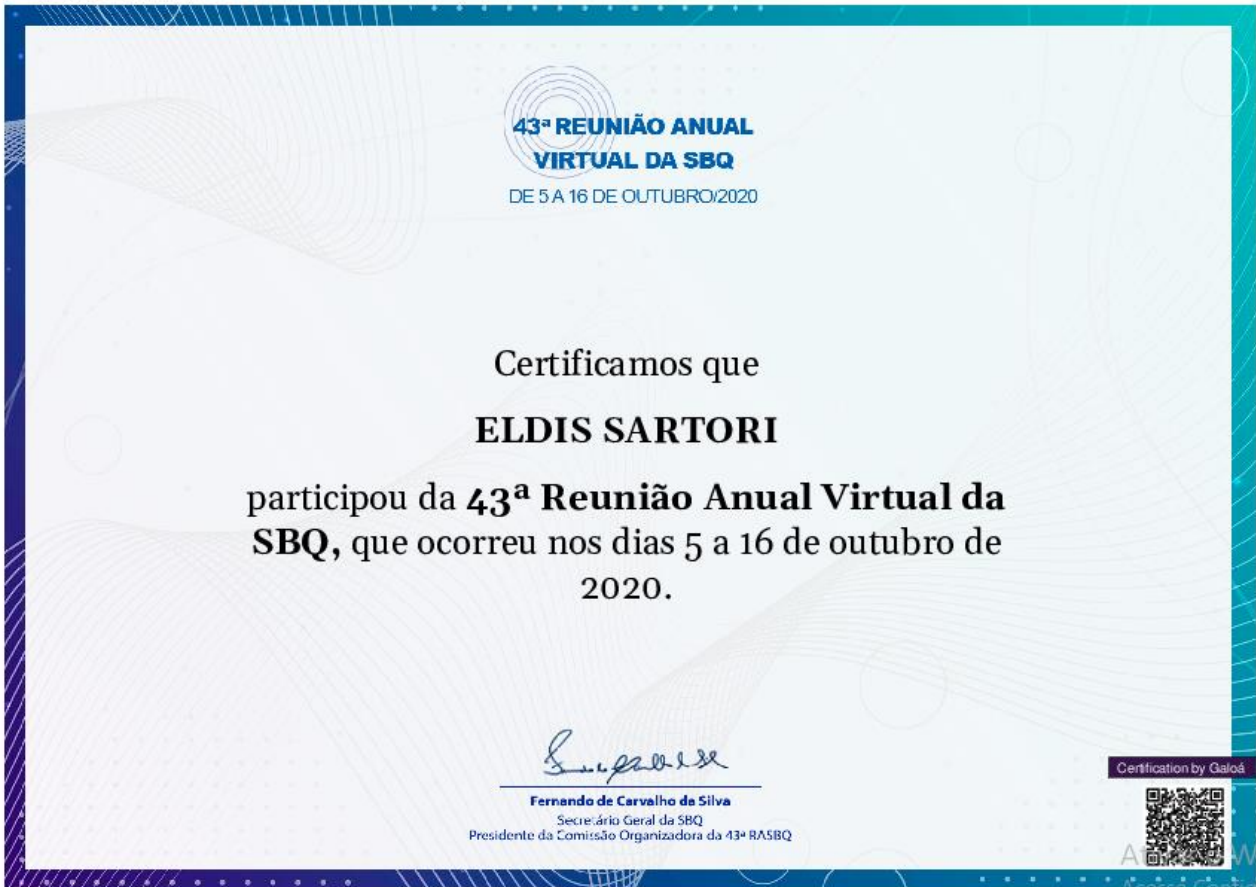 43ª REUNIÃO ANUAL
VIRTUAL DA SBQ
DE 5 A 16 DE OUTUBRO/2020
Certificamos que
ELDIS SARTORI
participou da 43ª Reunião Anual Virtual da
SBQ, que ocorreu nos dias 5 a 16 de outubro de
2020.
Fernando de Carvalho da Silva
Secretário Geral da SBQ
Presidente da Comissão Organizadora da 43ª RASBQ
Certification by Galoá